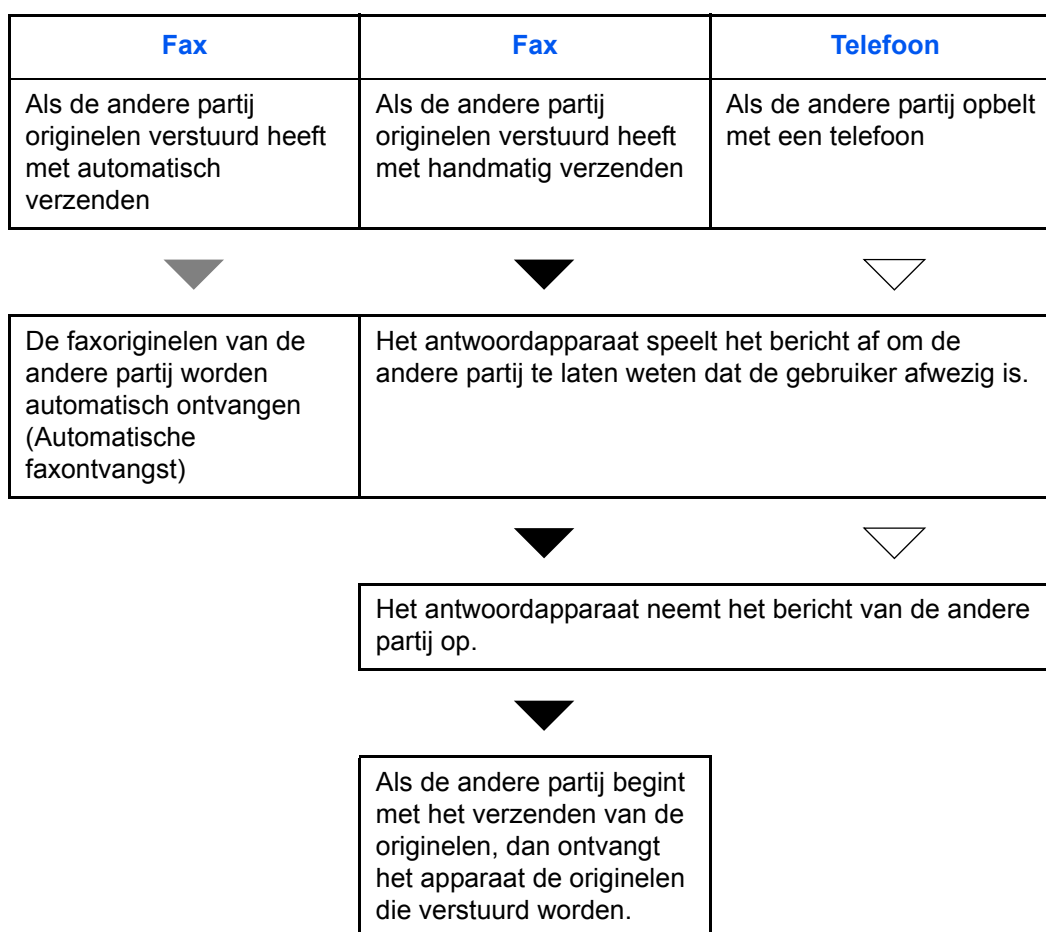 Fax
Fax
Telefoon
Als de andere partij
originelen verstuurd heeft
met automatisch
verzenden
Als de andere partij
originelen verstuurd heeft
met handmatig verzenden
Als de andere partij opbelt
met een telefoon
De faxoriginelen van de
andere partij worden
automatisch ontvangen
(Automatische
faxontvangst)
Het antwoordapparaat speelt het bericht af om de
andere partij te laten weten dat de gebruiker afwezig is.
Het antwoordapparaat neemt het bericht van de andere
partij op.
Als de andere partij begint
met het verzenden van de
originelen, dan ontvangt
het apparaat de originelen
die verstuurd worden.